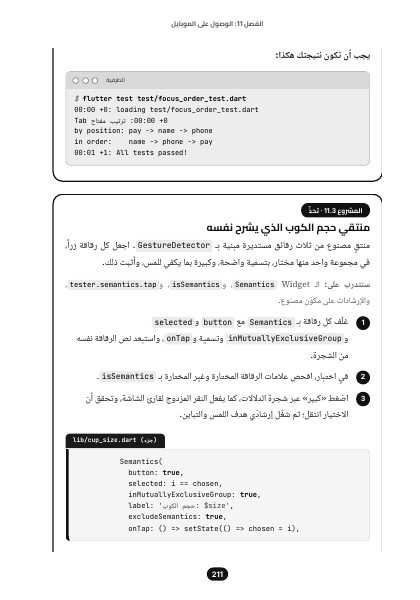 الفصل 11: الوصول على الموبايل
يجب أن تكون نتيجتك هكذا:
الطرفية
$ flutter test test/focus_order_test.dart
00:00 +0: loading test/focus_order_test.dart
00:00 +0: ترتيب مفتاح Tab
by position: pay -> name -> phone
in order:    name -> phone -> pay
00:01 +1: All tests passed!
المشروع 11.3 · تحدٍّ
منتقي حجم الكوب الذي يشرح نفسه
منتقٍ مصنوع من ثلاث رقائق مستديرة مبنية بـ GestureDetector. اجعل كل رقاقة زراً،
في مجموعة واحد منها مختار، بتسمية واضحة، وكبيرة بما يكفي للمس، وأثبت ذلك.
ستتدرب على: الـ Semantics Widget، و isSemantics، و tester.semantics.tap،
والإرشادات على مكوّن مصنوع.
1 غلّف كل رقاقة بـ Semantics مع button و selected
و inMutuallyExclusiveGroup وتسمية و onTap، واستبعد نص الرقاقة نفسه
من الشجرة.
2 في اختبار، افحص علامات الرقاقة المختارة وغير المختارة بـ isSemantics.
3 اضغط «كبير» عبر شجرة الدلالات، كما يفعل النقر المزدوج لقارئ الشاشة، وتحقق أن
الاختيار انتقل؛ ثم شغّل إرشادَي هدف اللمس والتباين.
lib/cup_size.dart (جزء)
Semantics(
  button: true,
  selected: i == chosen,
  inMutuallyExclusiveGroup: true,
  label: 'حجم الكوب: $size',
  excludeSemantics: true,
  onTap: () => setState(() => chosen = i),
211